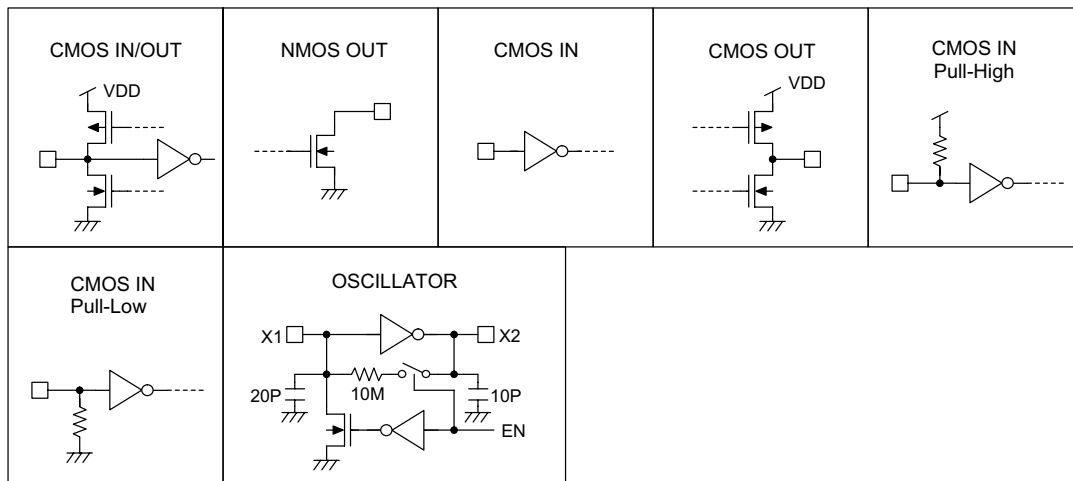 CMOS IN/OUT
VDD
NMOS OUT
CMOS IN
CMOS OUT
VDD
CMOS IN
Pull-High
CMOS IN
Pull-Low
OSCILLATOR
X1
X2
20P
10M
10P
EN